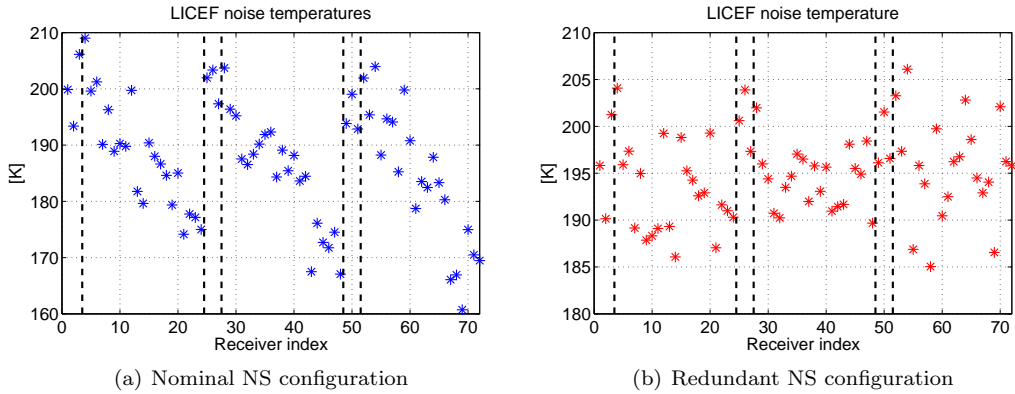 LICEF noise temperatures
210
200
190
180
170
160
[K]
0 10 20 30 40 50 60 70
Receiver index
(a) Nominal NS configuration
LICEF noise temperature
210
205
200
195
190
185
180
[K]
0 10 20 30 40 50 60 70
Receiver index
(b) Redundant NS configuration